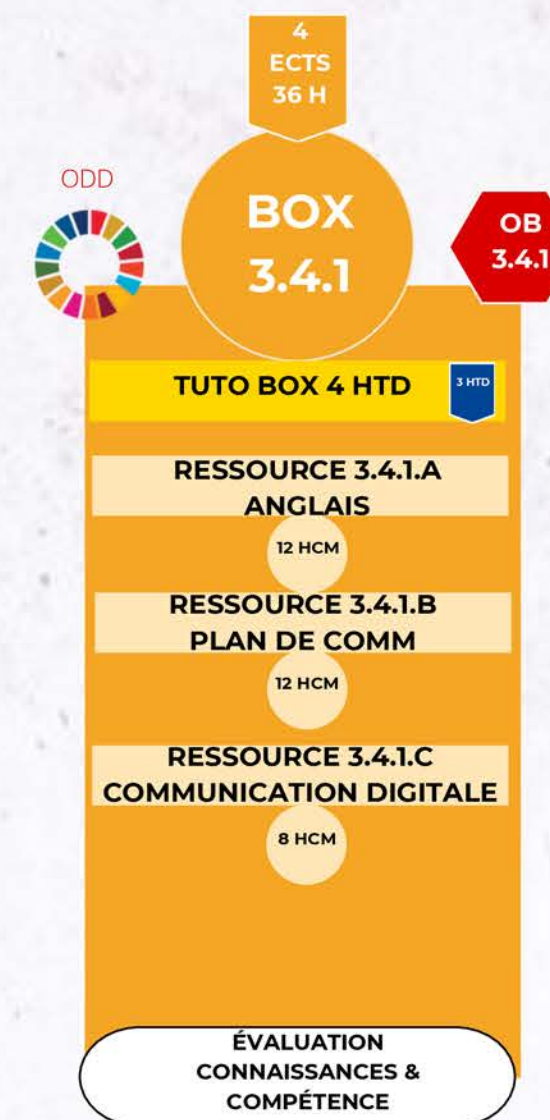 4
ECTS
36 H
ODD
BOX
3.4.1
OB
3.4.1
TUTO BOX 4 HTD
3 HTD
RESSOURCE 3.4.1.A
ANGLAIS
12 HCM
RESSOURCE 3.4.1.B
PLAN DE COMM
12 HCM
RESSOURCE 3.4.1.C
COMMUNICATION DIGITALE
8 HCM
ÉVALUATION
CONNAISSANCES &
COMPÉTENCE